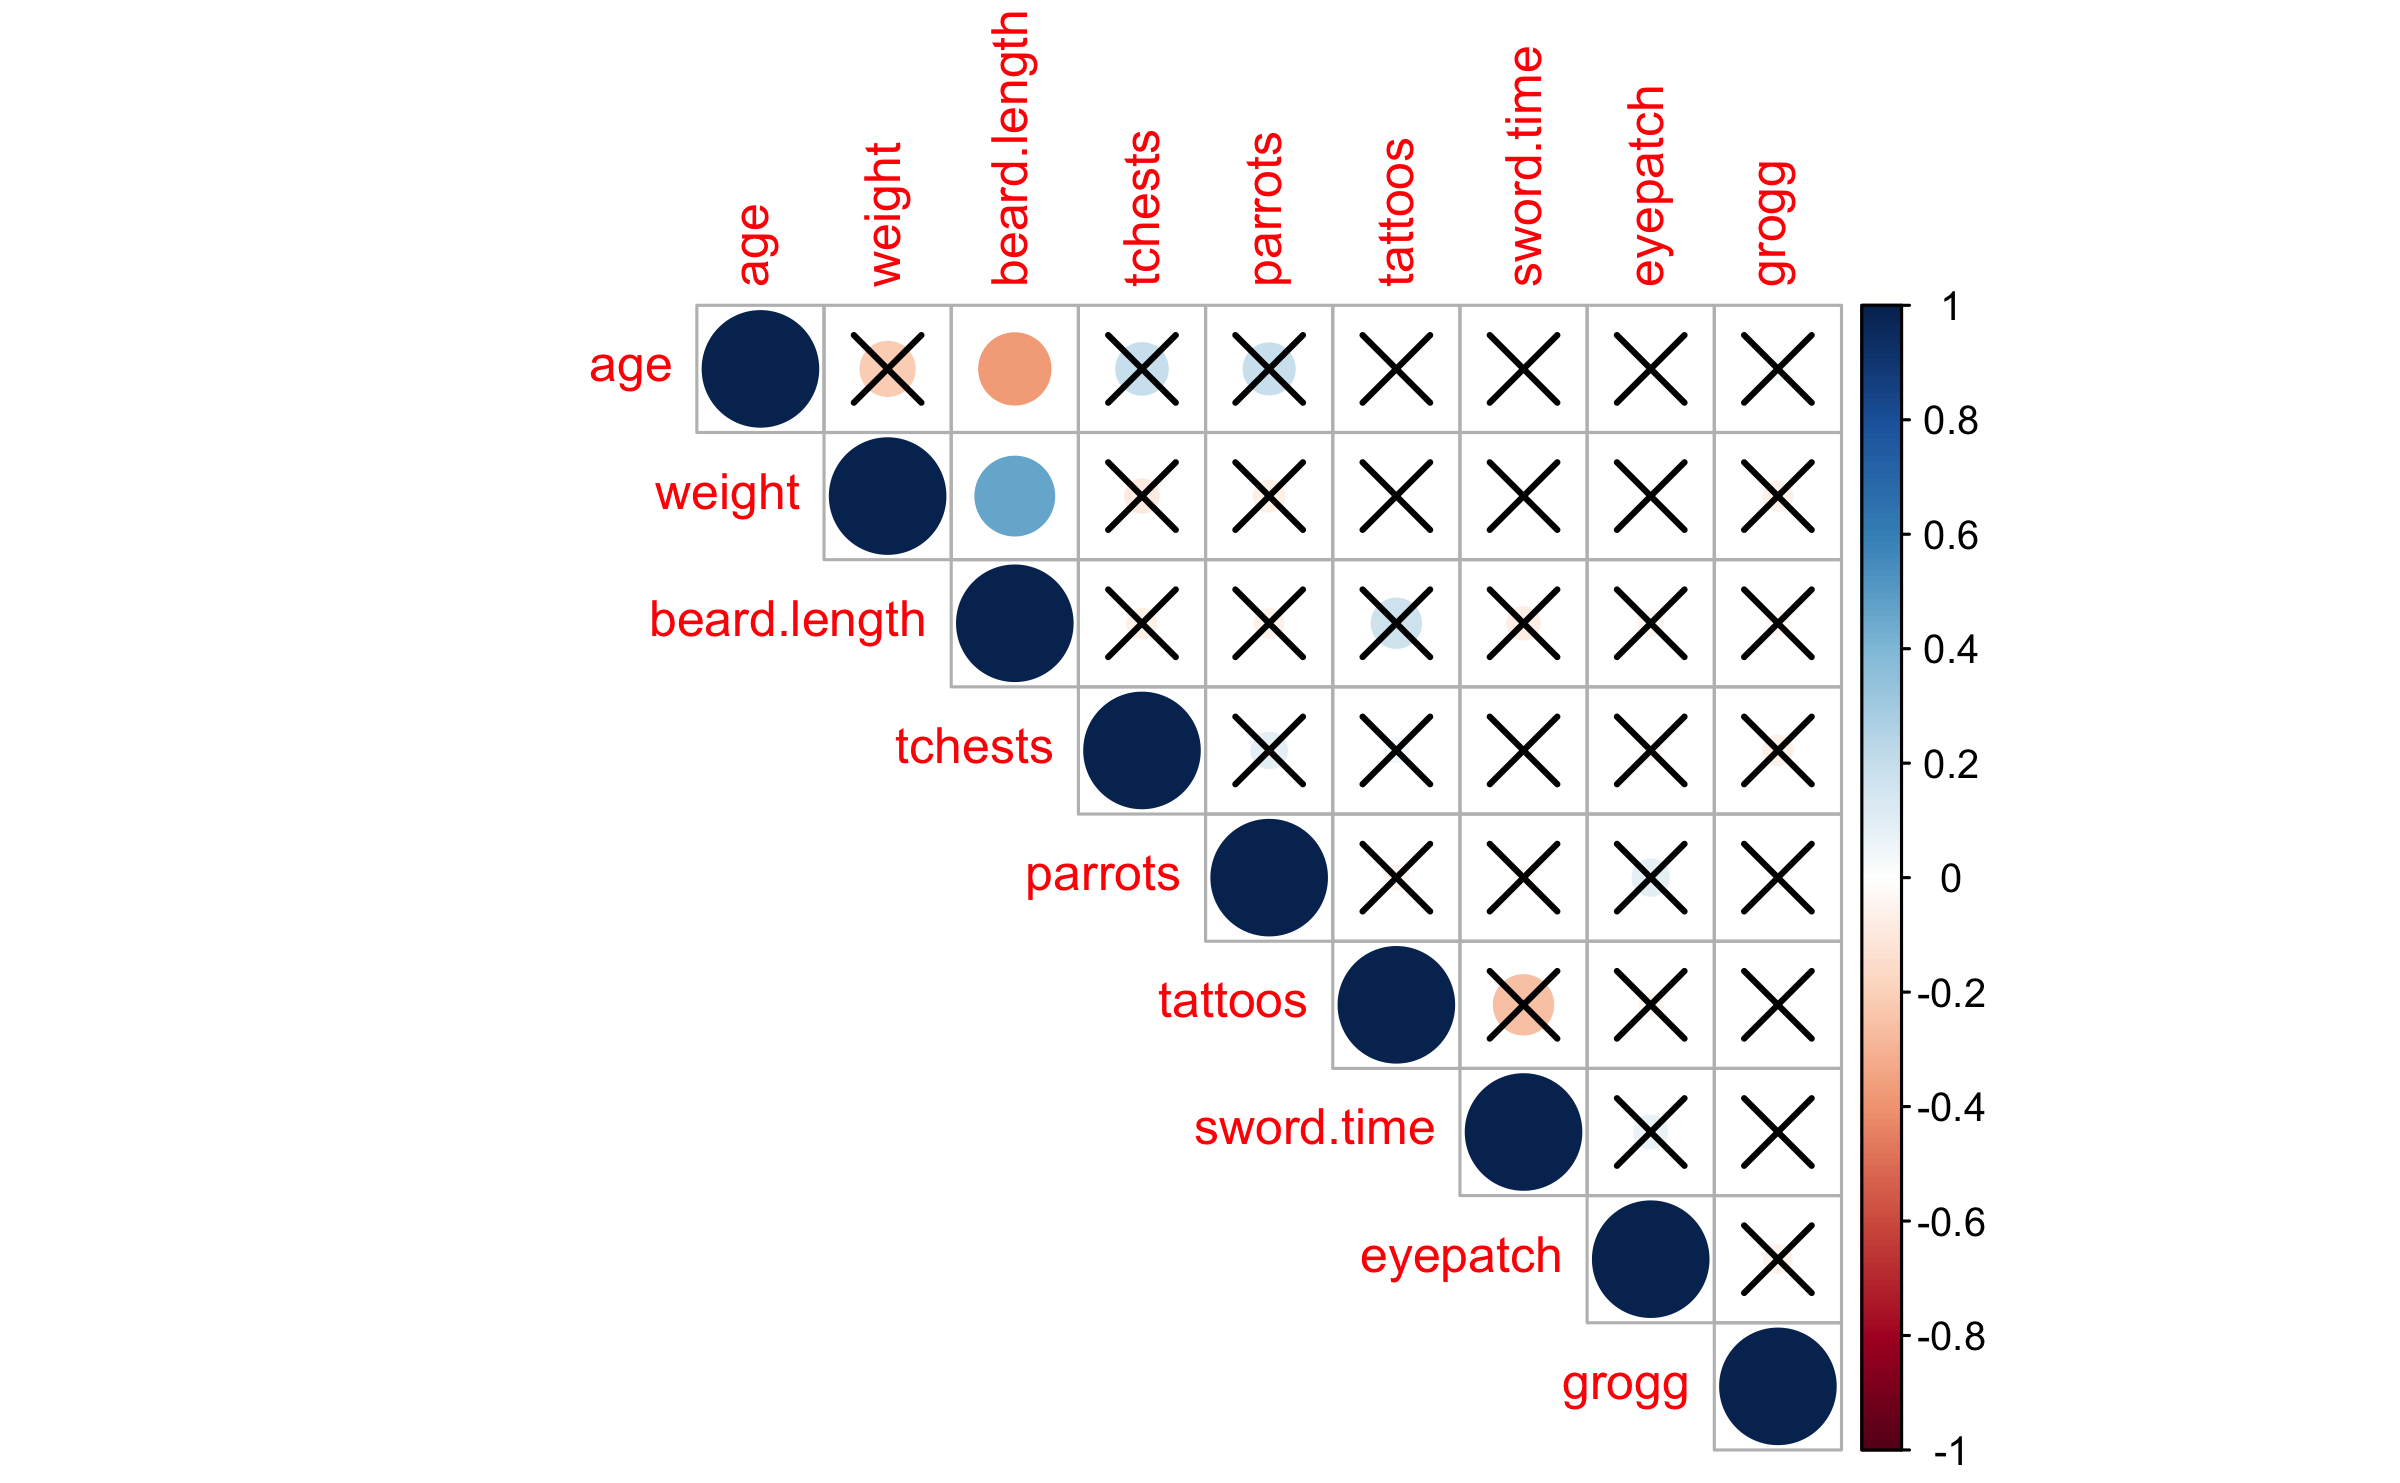 age
weight
beard.length
tchests
parrots
tattoos
sword.time
eyepatch
grogg
age
weight
beard.length
tchests
parrots
tattoos
sword.time
eyepatch
grogg
1
0.8
0.6
0.4
0.2
0
-0.2
-0.4
-0.6
-0.8
-1